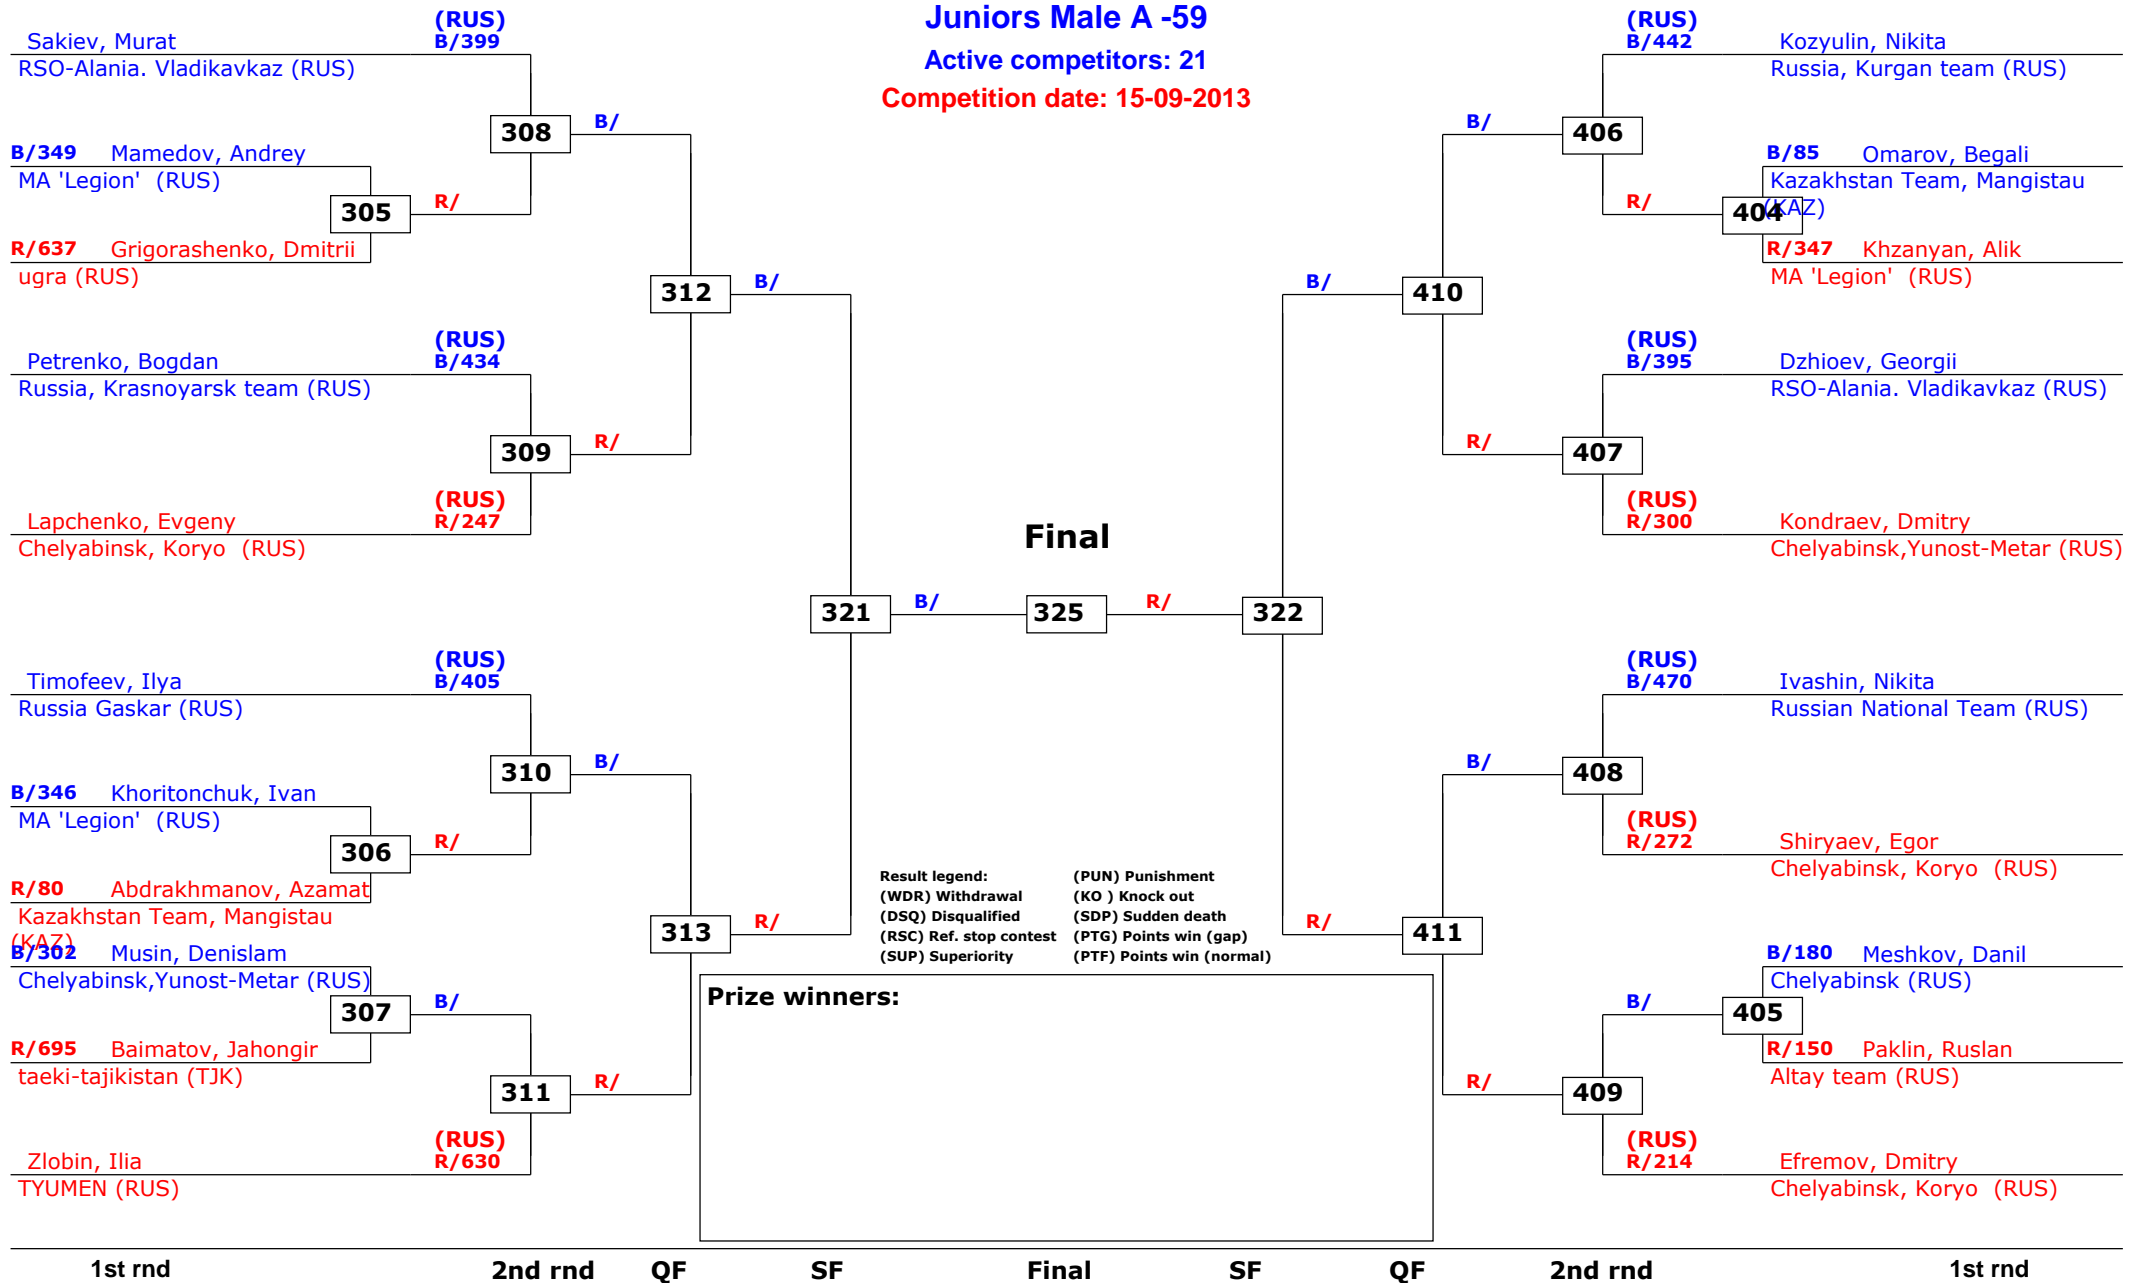 Juniors Male A -59
Active competitors: 21
Competition date: 15-09-2013
(RUS)
Sakiev, Murat B/399
RSO-Alania. Vladikavkaz (RUS)
308
B/
B/349 Mamedov, Andrey
MA 'Legion' (RUS)
305
R/
R/637 Grigorashenko, Dmitrii
ugra (RUS)
312
B/
(RUS)
Petrenko, Bogdan B/434
Russia, Krasnoyarsk team (RUS)
309
R/
(RUS)
Lapchenko, Evgeny R/247
Chelyabinsk, Koryo (RUS)
321
B/
(RUS)
Timofeev, Ilya B/405
Russia Gaskar (RUS)
310
B/
B/346 Khoritonchuk, Ivan
MA 'Legion' (RUS)
306
R/
R/80 Abdrakhmanov, Azamat
Kazakhstan Team, Mangistau
(KAZ)
313
R/
B/302 Musin, Denislam
Chelyabinsk,Yunost-Metar (RUS)
307
B/
R/695 Baimatov, Jahongir
taeki-tajikistan (TJK)
311
R/
(RUS)
Zlobin, Ilia R/630
TYUMEN (RUS)
Final
325
R/
322
(RUS)
B/442 Kozyulin, Nikita
Russia, Kurgan team (RUS)
B/
406
B/85 Omarov, Begali
Kazakhstan Team, Mangistau
(KAZ)
R/
404
R/347 Khzanyan, Alik
MA 'Legion' (RUS)
B/
410
(RUS)
B/395 Dzhioev, Georgii
RSO-Alania. Vladikavkaz (RUS)
R/
407
(RUS)
R/300 Kondraev, Dmitry
Chelyabinsk,Yunost-Metar (RUS)
(RUS)
B/470 Ivashin, Nikita
Russian National Team (RUS)
B/
408
(RUS)
R/272 Shiryaev, Egor
Chelyabinsk, Koryo (RUS)
R/
411
B/180 Meshkov, Danil
Chelyabinsk (RUS)
B/
405
R/150 Paklin, Ruslan
Altay team (RUS)
R/
409
(RUS)
R/214 Efremov, Dmitry
Chelyabinsk, Koryo (RUS)
Result legend: (PUN) Punishment
(WDR) Withdrawal (KO ) Knock out
(DSQ) Disqualified (SDP) Sudden death
(RSC) Ref. stop contest (PTG) Points win (gap)
(SUP) Superiority (PTF) Points win (normal)
Prize winners:
1st rnd 2nd rnd QF SF Final SF QF 2nd rnd 1st rnd